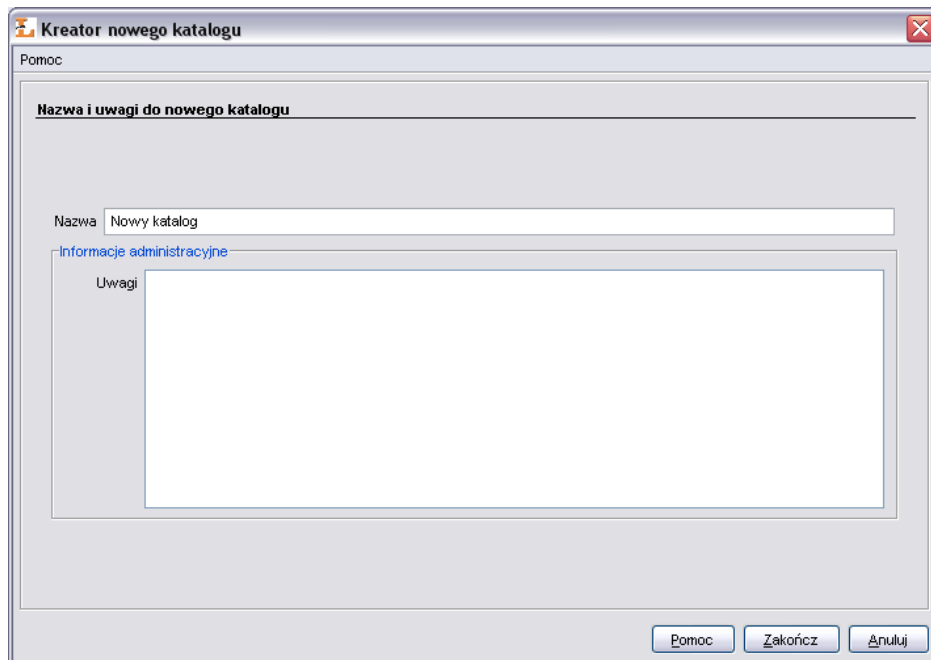 Kreator nowego katalogu
Pomoc
Nazwa i uwagi do nowego katalogu
Nazwa Nowy katalog
Informacje administracyjne
Uwagi
Pomoc Zakończ Anuluj